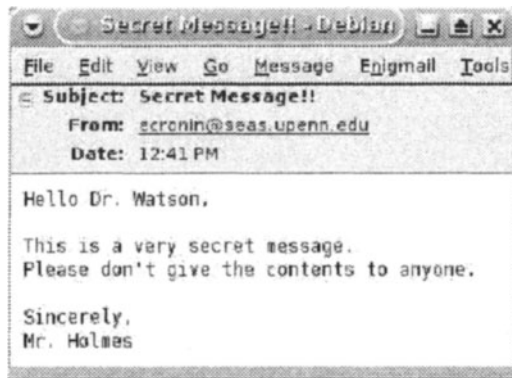 Secret Message!! - Debian
File Edit View Go Message Enigmail Tools
Subject: Secret Message!!
From: ecronin@seas.upenn.edu
Date: 12:41 PM
Hello Dr. Watson,
This is a very secret message.
Please don't give the contents to anyone.
Sincerely,
Mr. Holmes